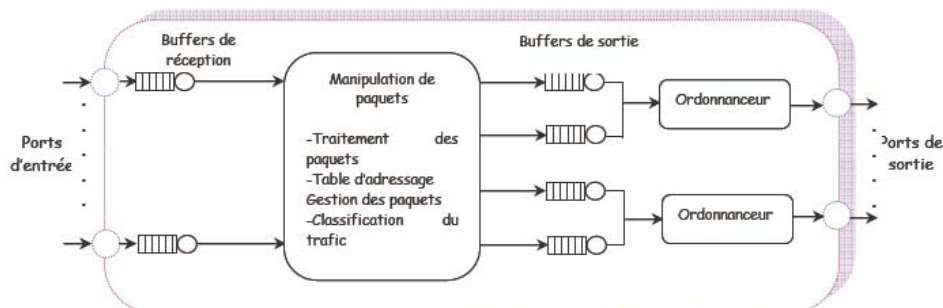 Buffers de
réception
Buffers de sortie
Manipulation de
paquets
-Traitement des
paquets
-Table d'adressage
Gestion des paquets
-Classification du
trafic
Ordonnanceur
Ordonnanceur
Ports
d'entrée
Ports de
sortie